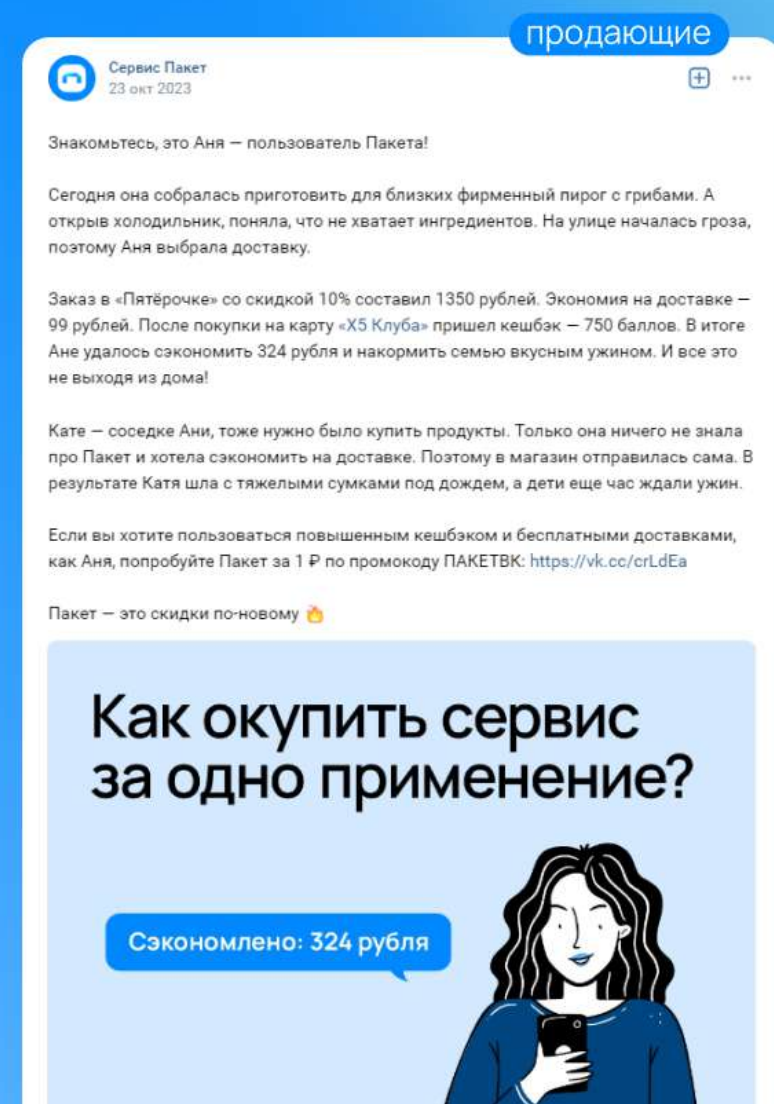 продающие
Сервис Пакет
23 окт 2023
Знакомьтесь, это Аня — пользователь Пакета!
Сегодня она собралась приготовить для близких фирменный пирог с грибами. А
открыв холодильник, поняла, что не хватает ингредиентов. На улице началась гроза,
поэтому Аня выбрала доставку.
Заказ в «Пятёрочке» со скидкой 10% составил 1350 рублей. Экономия на доставке —
99 рублей. После покупки на карту «Х5 Клуба» пришел кешбэк — 750 баллов. В итоге
Ане удалось сэкономить 324 рубля и накормить семью вкусным ужином. И все это
не выходя из дома!
Кате — соседке Ани, тоже нужно было купить продукты. Только она ничего не знала
про Пакет и хотела сэкономить на доставке. Поэтому в магазин отправилась сама. В
результате Катя шла с тяжелыми сумками под дождем, а дети еще час ждали ужин.
Если вы хотите пользоваться повышенным кешбэком и бесплатными доставками,
как Аня, попробуйте Пакет за 1 ₽ по промокоду ПАКЕТВК: https://vk.cc/crLdEa
Пакет — это скидки по-новому 🔥
Как окупить сервис
за одно применение?
Сэкономлено: 324 рубля